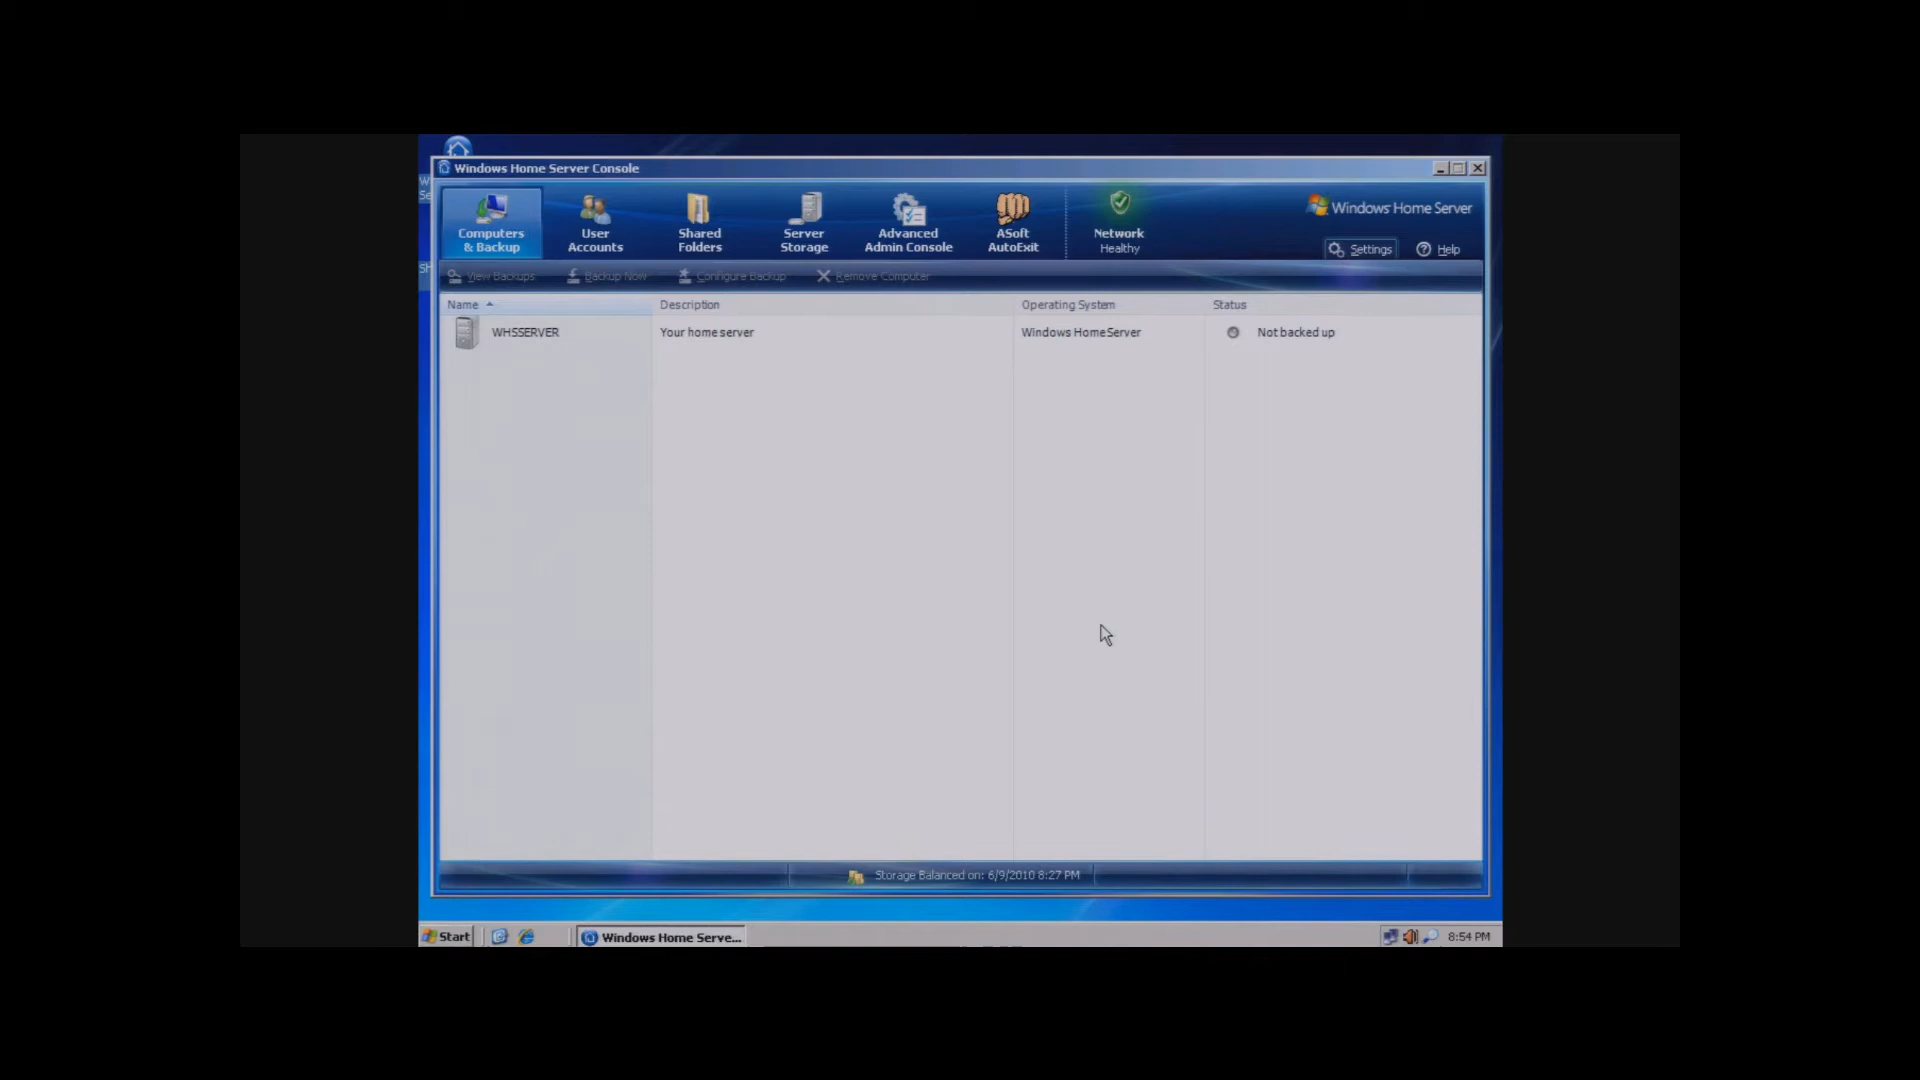 Windows Home Server Console
Computers
& Backup
User
Accounts
Shared
Folders
Server
Storage
Advanced
Admin Console
ASoft
AutoExit
Network
Healthy
Windows Home Server
Settings
Help
View Backups
Backup Now
Configure Backup
Remove Computer
Name
Description
Operating System
Status
WHSSERVER
Your home server
Windows Home Server
Not backed up
Storage Balanced on: 6/9/2010 8:27 PM
Start
Windows Home Serve...
8:54 PM